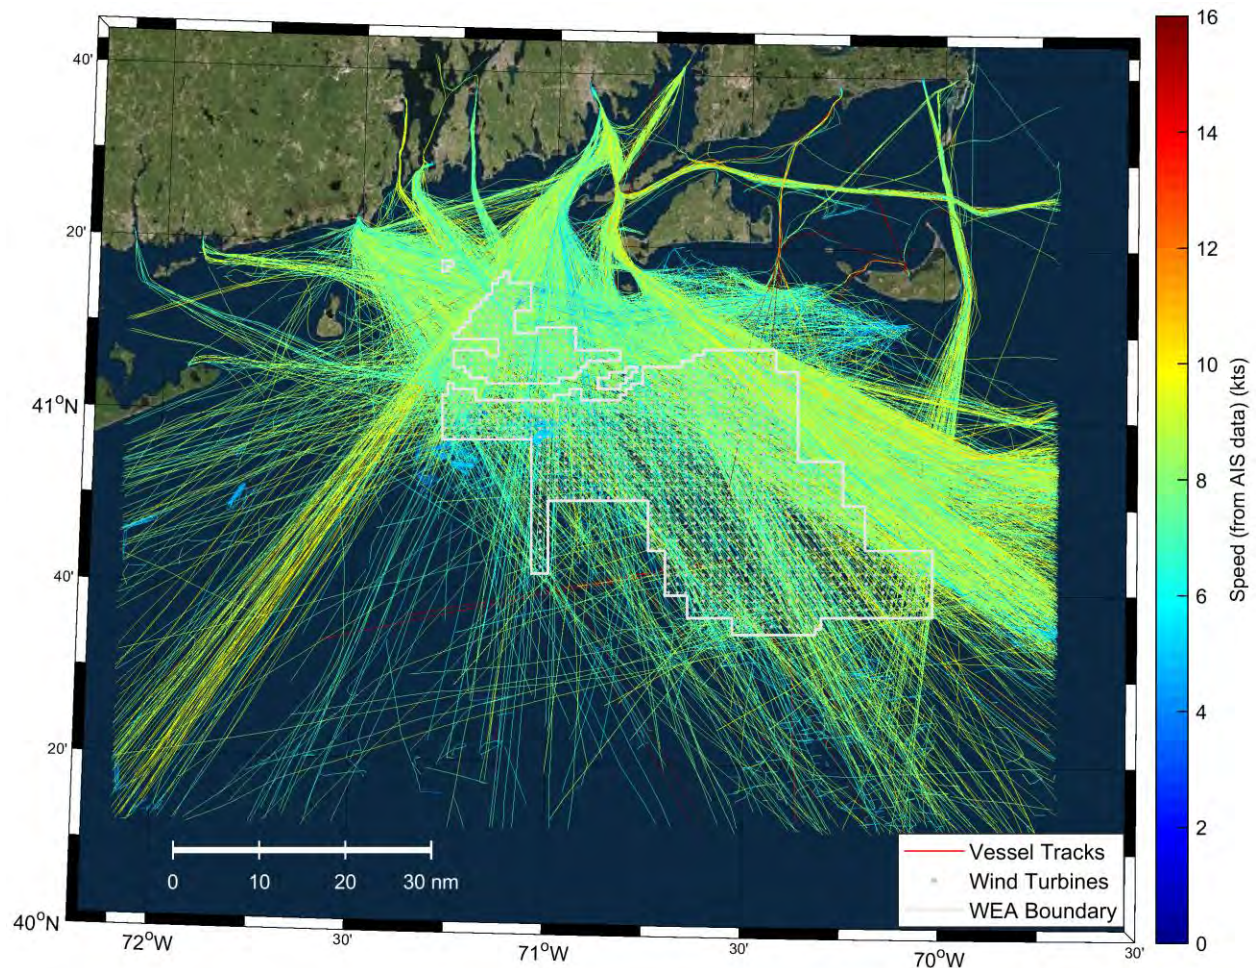 40'
20'
41°N
40'
20'
40°N
72°W
30'
71°W
30'
70°W
30'
0 10 20 30 nm
Vessel Tracks
Wind Turbines
WEA Boundary
16
14
12
10
8
6
4
2
0
Speed (from AIS data) (kts)